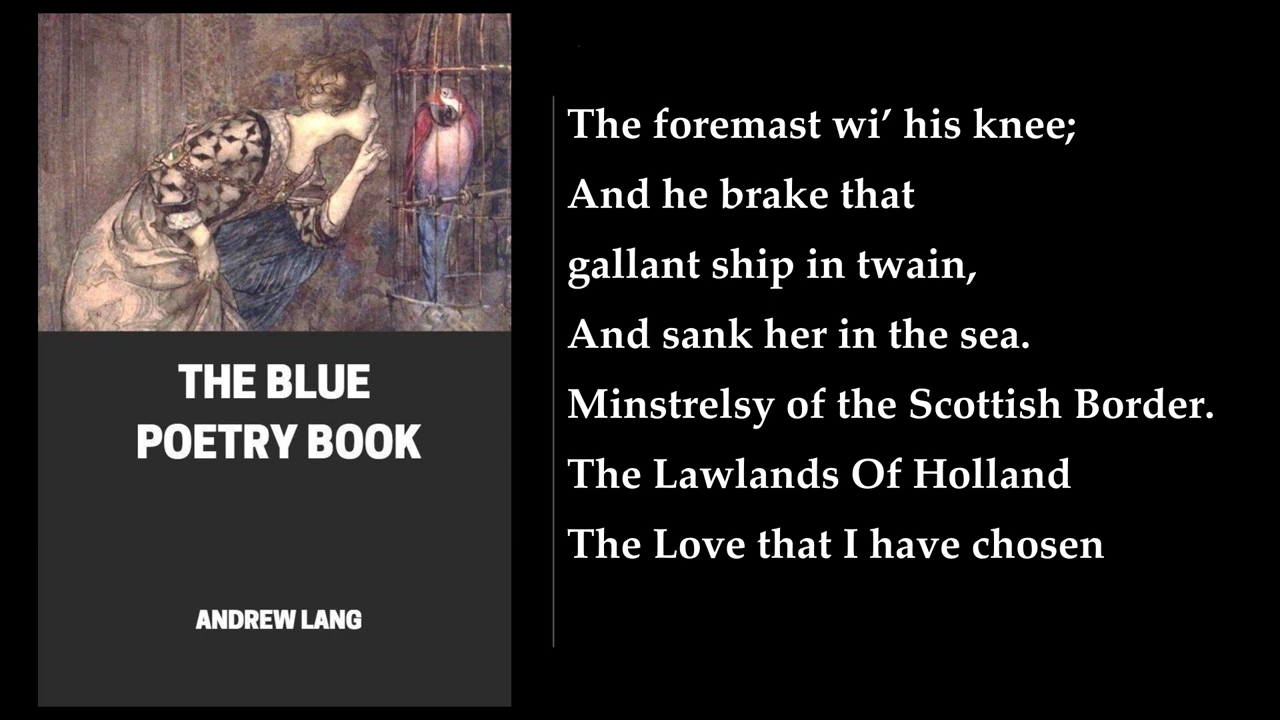 THE BLUE
POETRY BOOK
ANDREW LANG
The foremast wi’ his knee;
And he brake that
gallant ship in twain,
And sank her in the sea.
Minstrelsy of the Scottish Border.
The Lawlands Of Holland
The Love that I have chosen